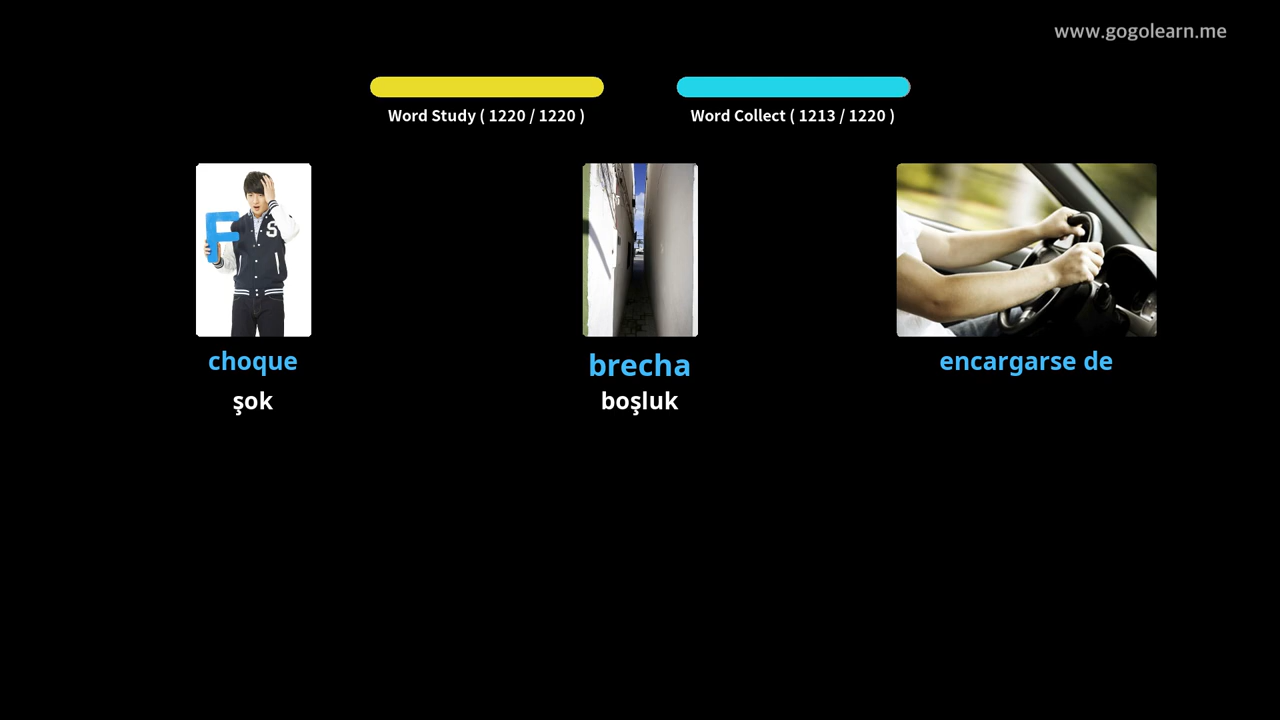 www.gogolearn.me
Word Study ( 1220 / 1220 )
Word Collect ( 1213 / 1220 )
F
S
choque
brecha
encargarse de
şok
boşluk